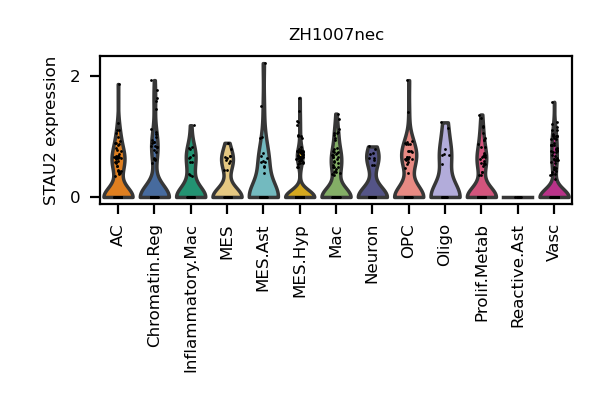 ZH1007nec
STAU2 expression
2
0
AC
Chromatin.Reg
Inflammatory.Mac
MES
MES.Ast
MES.Hyp
Mac
Neuron
OPC
Oligo
Prolif.Metab
Reactive.Ast
Vasc